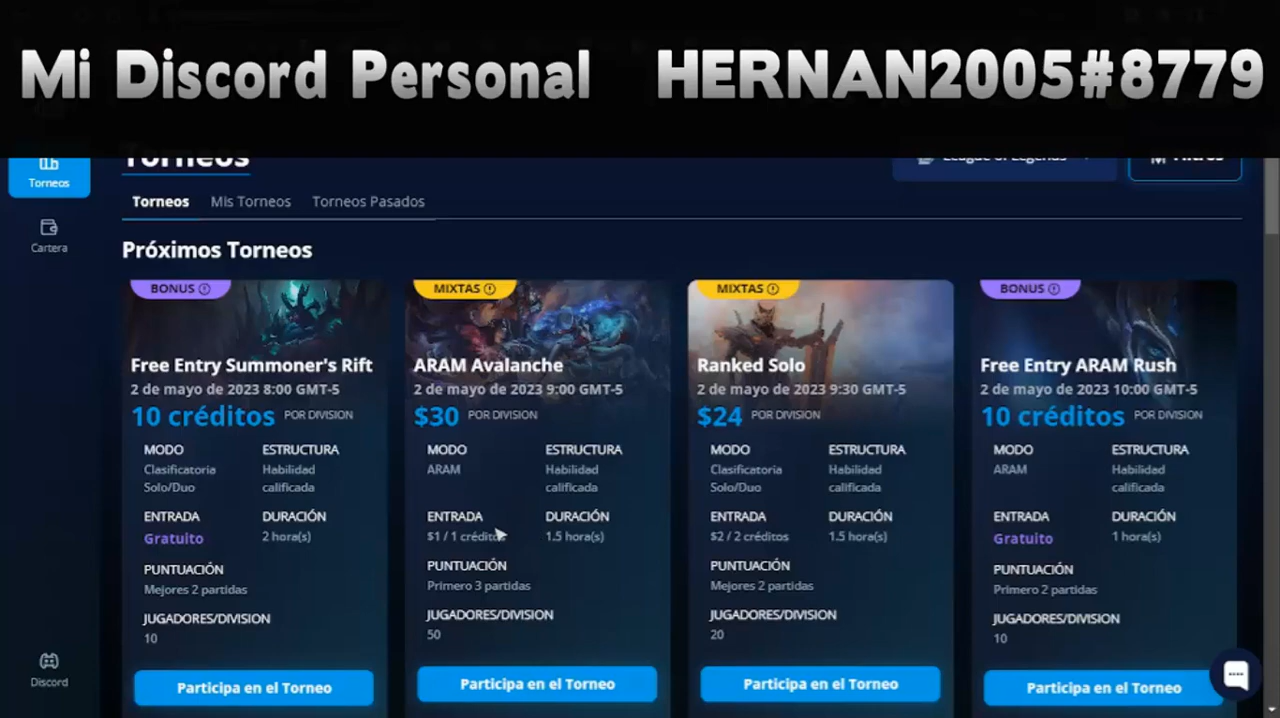 Mi Discord Personal HERNAN2005#8779
Torneos
League of Legends
Filtros
Torneos
Cartera
Discord
Torneos Mis Torneos Torneos Pasados
Próximos Torneos
BONUS
Free Entry Summoner's Rift
2 de mayo de 2023 8:00 GMT-5
10 créditos POR DIVISION
MODO ESTRUCTURA
Clasificatoria Habilidad
Solo/Duo calificada
ENTRADA DURACIÓN
Gratuito 2 hora(s)
PUNTUACIÓN
Mejores 2 partidas
JUGADORES/DIVISION
10
Participa en el Torneo
MIXTAS
ARAM Avalanche
2 de mayo de 2023 9:00 GMT-5
$30 POR DIVISION
MODO ESTRUCTURA
ARAM Habilidad
calificada
ENTRADA DURACIÓN
$1 / 1 créditos 1.5 hora(s)
PUNTUACIÓN
Primero 3 partidas
JUGADORES/DIVISION
50
Participa en el Torneo
MIXTAS
Ranked Solo
2 de mayo de 2023 9:30 GMT-5
$24 POR DIVISION
MODO ESTRUCTURA
Clasificatoria Habilidad
Solo/Duo calificada
ENTRADA DURACIÓN
$2 / 2 créditos 1.5 hora(s)
PUNTUACIÓN
Mejores 2 partidas
JUGADORES/DIVISION
20
Participa en el Torneo
BONUS
Free Entry ARAM Rush
2 de mayo de 2023 10:00 GMT-5
10 créditos POR DIVISION
MODO ESTRUCTURA
ARAM Habilidad
calificada
ENTRADA DURACIÓN
Gratuito 1 hora(s)
PUNTUACIÓN
Primero 2 partidas
JUGADORES/DIVISION
10
Participa en el Torneo